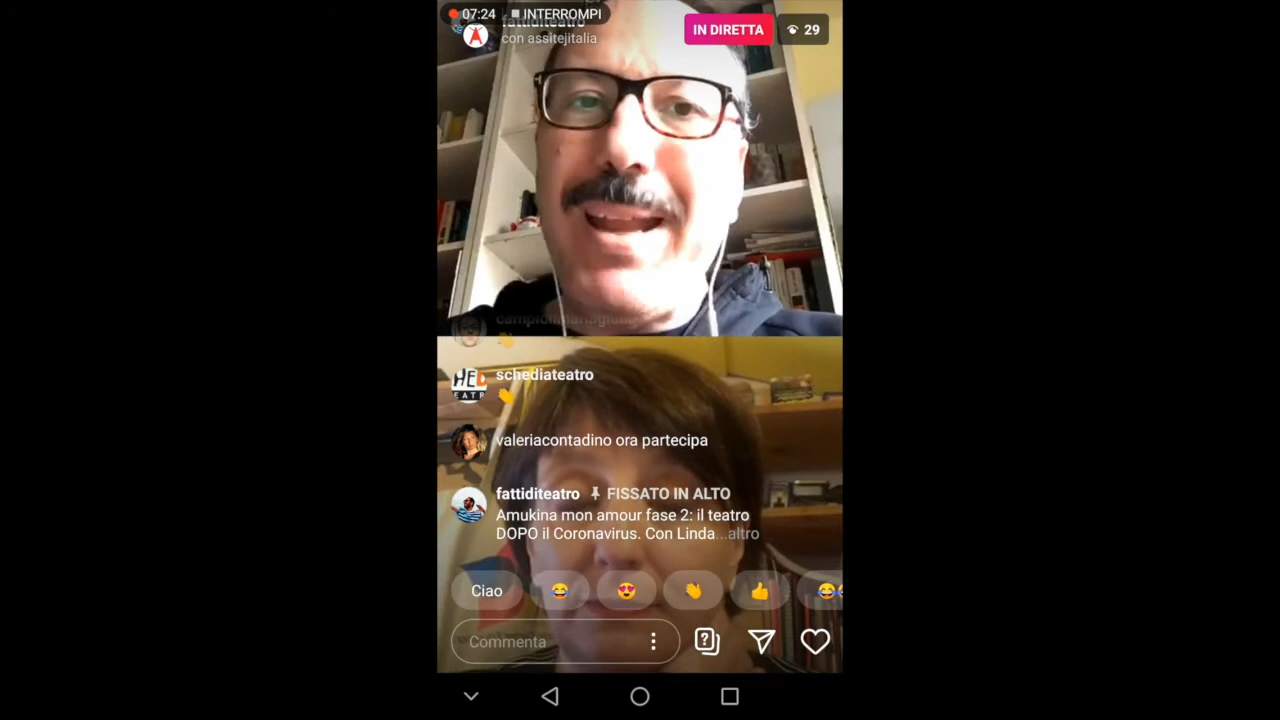 07:24
INTERROMPI
fattiditeatro
con assitejitalia
IN DIRETTA
29
schediateatro
valeriacontadino ora partecipa
fattiditeatro FISSATO IN ALTO
Amukina mon amour fase 2: il teatro
DOPO il Coronavirus. Con Linda...altro
Ciao
Commenta